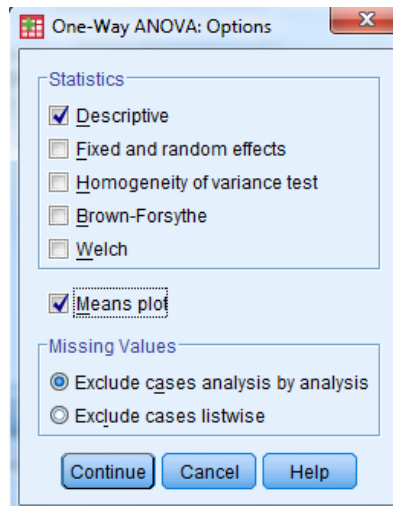 One-Way ANOVA: Options
Statistics
Descriptive
Fixed and random effects
Homogeneity of variance test
Brown-Forsythe
Welch
Means plot
Missing Values
Exclude cases analysis by analysis
Exclude cases listwise
Continue Cancel Help